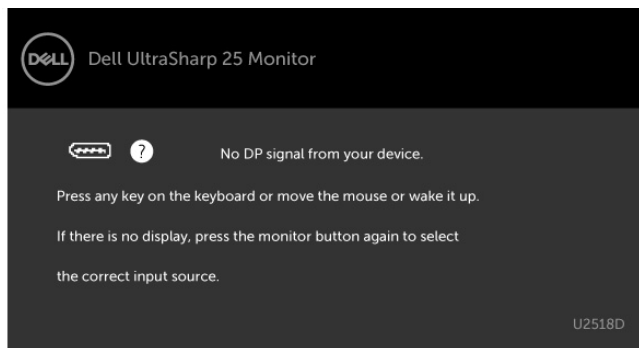 DELL
Dell UltraSharp 25 Monitor
?
No DP signal from your device.
Press any key on the keyboard or move the mouse or wake it up.
If there is no display, press the monitor button again to select
the correct input source.
U2518D